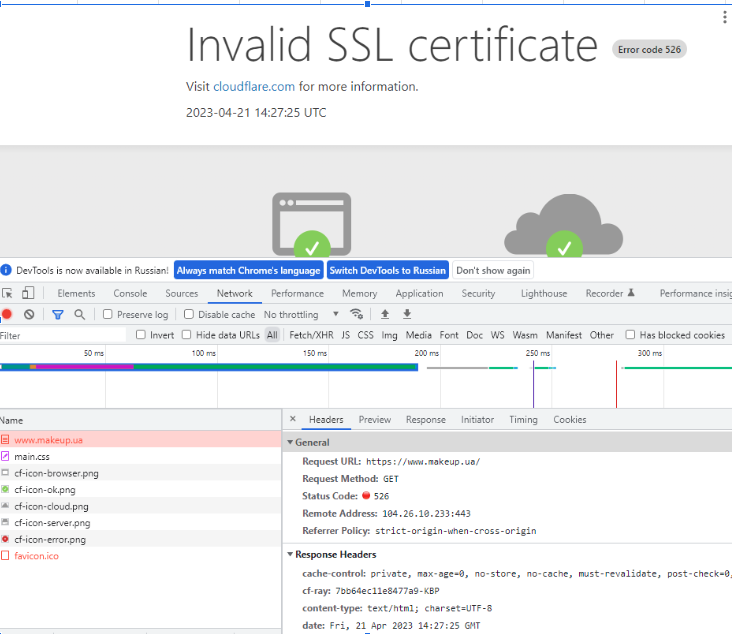 Invalid SSL certificate Error code 526
Visit cloudflare.com for more information.
2023-04-21 14:27:25 UTC
DevTools is now available in Russian! Always match Chrome's language Switch DevTools to Russian Don't show again
Elements Console Sources Network Performance Memory Application Security Lighthouse Recorder Performance insig
Preserve log Disable cache No throttling
Filter Invert Hide data URLs All Fetch/XHR JS CSS Img Media Font Doc WS Wasm Manifest Other Has blocked cookies
50 ms 100 ms 150 ms 200 ms 250 ms 300 ms
Name
www.makeup.ua
main.css
cf-icon-browser.png
cf-icon-ok.png
cf-icon-cloud.png
cf-icon-server.png
cf-icon-error.png
favicon.ico
Headers Preview Response Initiator Timing Cookies
General
Request URL: https://www.makeup.ua/
Request Method: GET
Status Code: 526
Remote Address: 104.26.10.233:443
Referrer Policy: strict-origin-when-cross-origin
Response Headers
cache-control: private, max-age=0, no-store, no-cache, must-revalidate, post-check=0,
cf-ray: 7bb64ec11e8477a9-KBP
content-type: text/html; charset=UTF-8
date: Fri, 21 Apr 2023 14:27:25 GMT